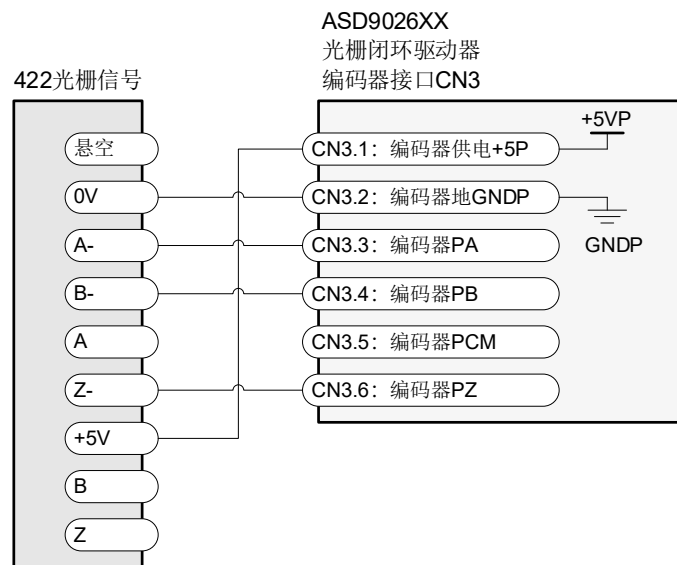 ASD9026XX
光栅闭环驱动器
编码器接口CN3
422光栅信号
+5VP
悬空
CN3.1：编码器供电+5P
0V
CN3.2：编码器地GNDP
A-
CN3.3：编码器PA
GNDP
B-
CN3.4：编码器PB
A
CN3.5：编码器PCM
Z-
CN3.6：编码器PZ
+5V
B
Z